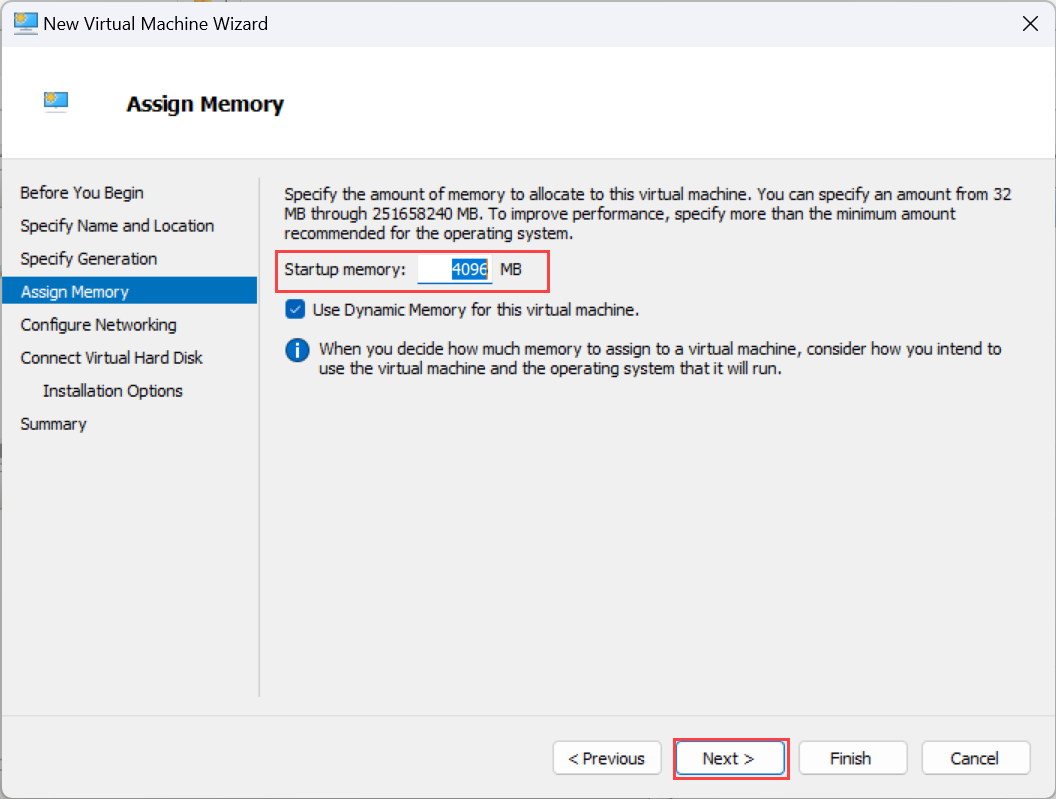 New Virtual Machine Wizard
Assign Memory
Before You Begin
Specify Name and Location
Specify Generation
Assign Memory
Configure Networking
Connect Virtual Hard Disk
Installation Options
Summary
Specify the amount of memory to allocate to this virtual machine. You can specify an amount from 32
MB through 251658240 MB. To improve performance, specify more than the minimum amount
recommended for the operating system.
Startup memory: 4096 MB
Use Dynamic Memory for this virtual machine.
When you decide how much memory to assign to a virtual machine, consider how you intend to
use the virtual machine and the operating system that it will run.
< Previous Next > Finish Cancel